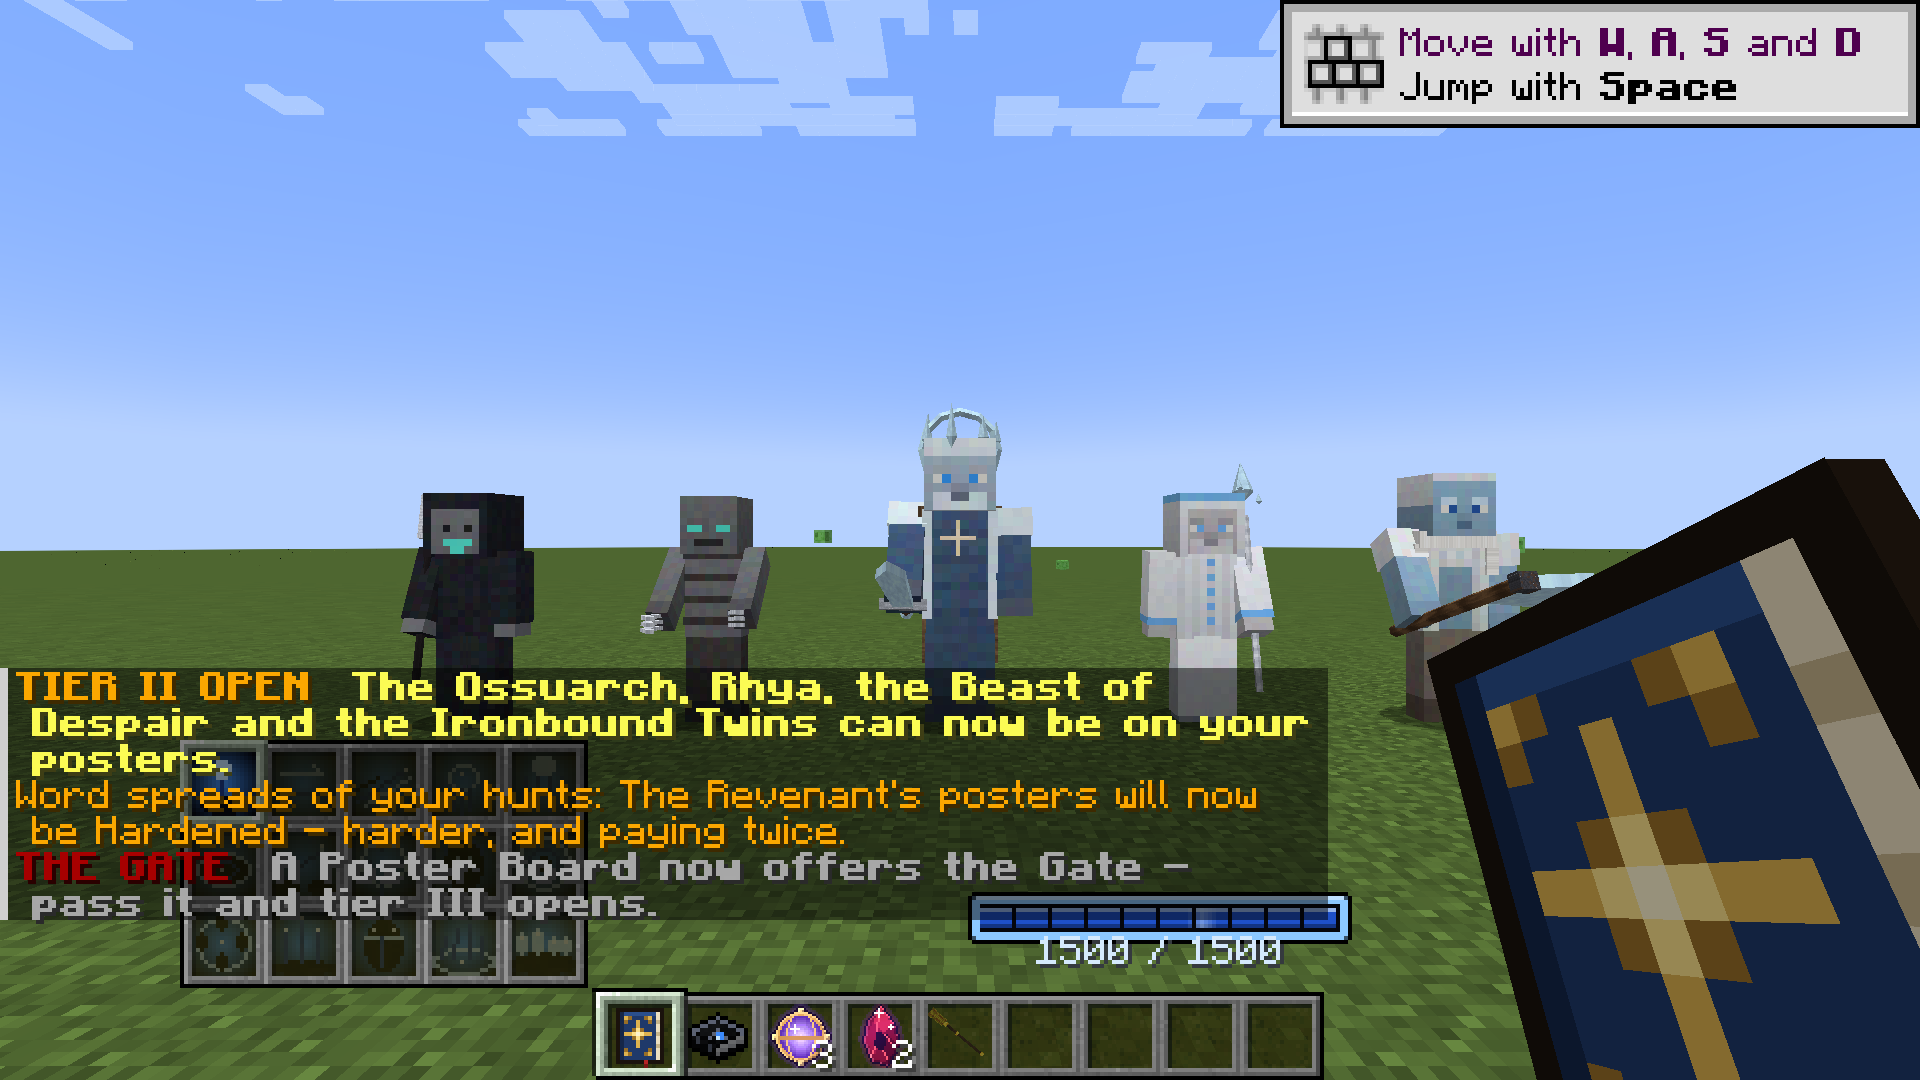 Move with W, A, S and D
Jump with Space
TIER II OPEN The Ossuarch, Rhya, the Beast of
Despair and the Ironbound Twins can now be on your
posters.
Word spreads of your hunts: The Revenant's posters will now
be Hardened — harder, and paying twice.
THE GATE A Poster Board now offers the Gate —
pass it and tier III opens.
1500 / 1500
3
2